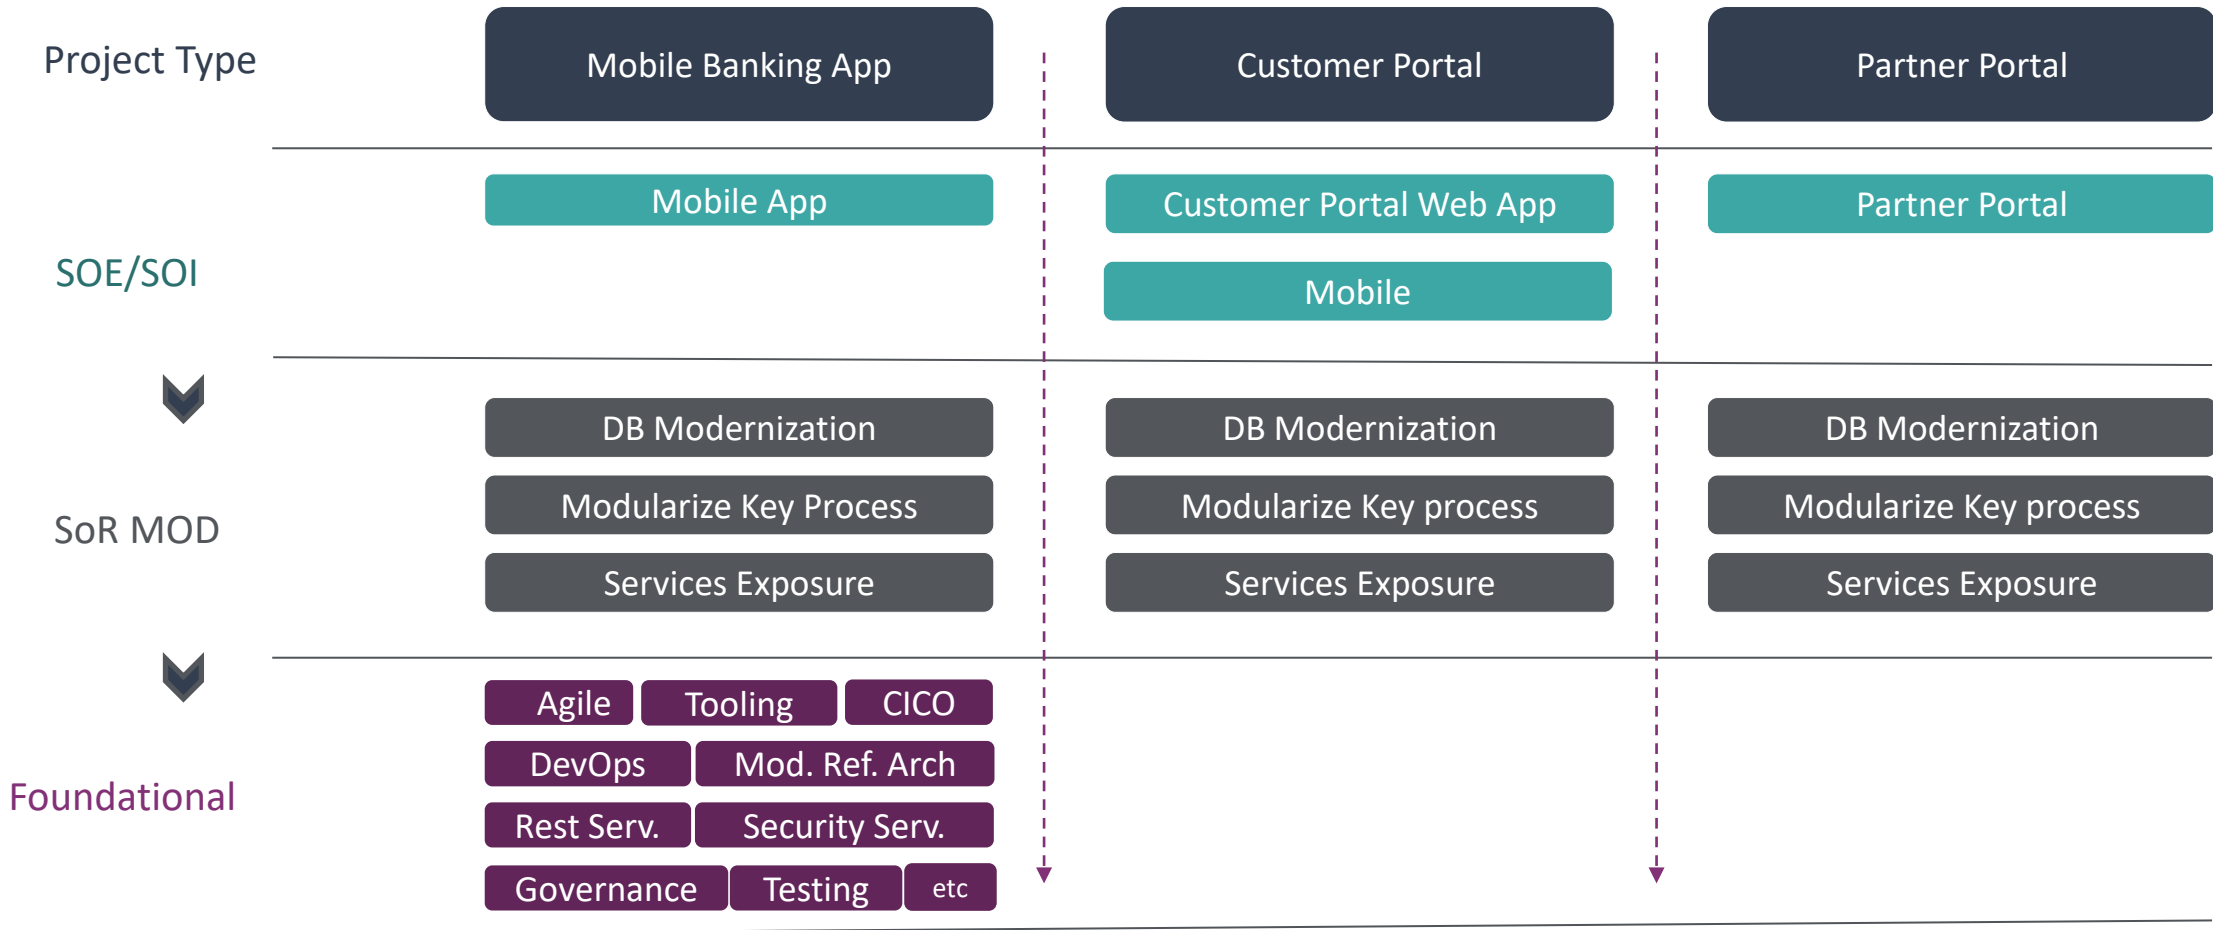 Project Type
Mobile Banking App
Customer Portal
Partner Portal
SOE/SOI
Mobile App
Customer Portal Web App
Partner Portal
Mobile
SoR MOD
DB Modernization
DB Modernization
DB Modernization
Modularize Key Process
Modularize Key process
Modularize Key process
Services Exposure
Services Exposure
Services Exposure
Foundational
Agile
Tooling
CICO
DevOps
Mod. Ref. Arch
Rest Serv.
Security Serv.
Governance
Testing
etc